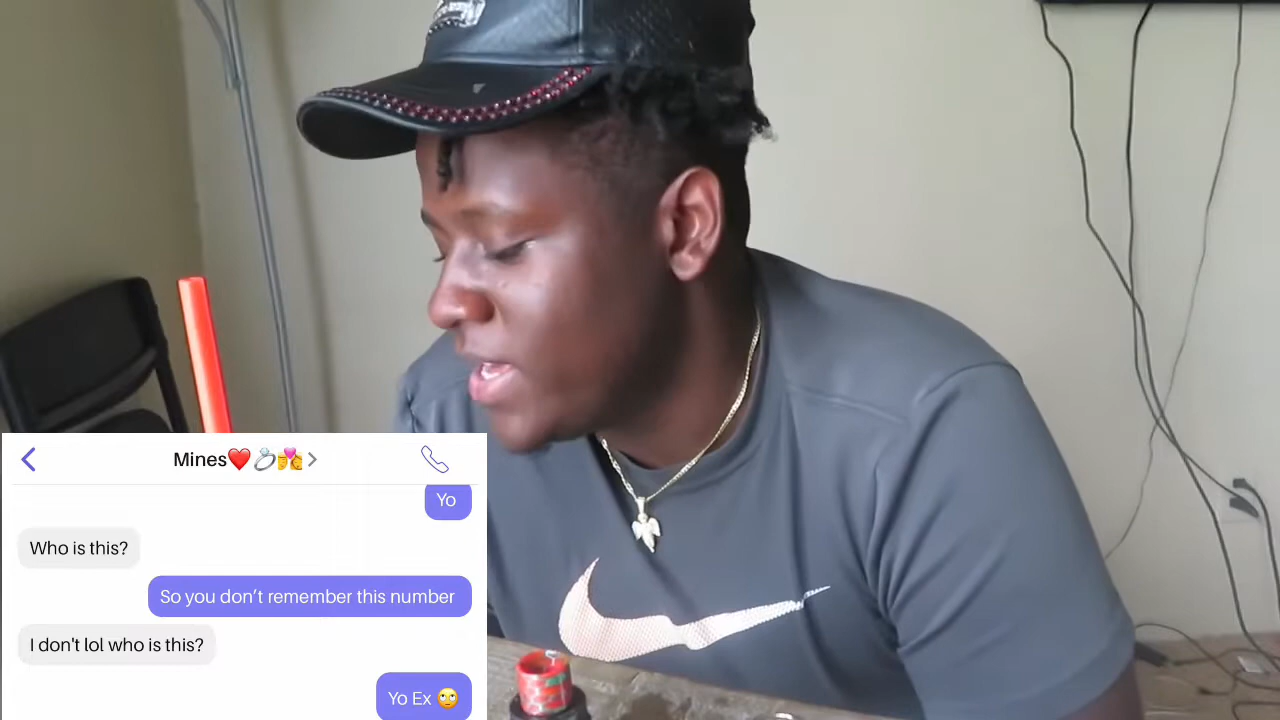 Mines❤️💍💏
Yo
Who is this?
So you don’t remember this number
I don't lol who is this?
Yo Ex 🙄